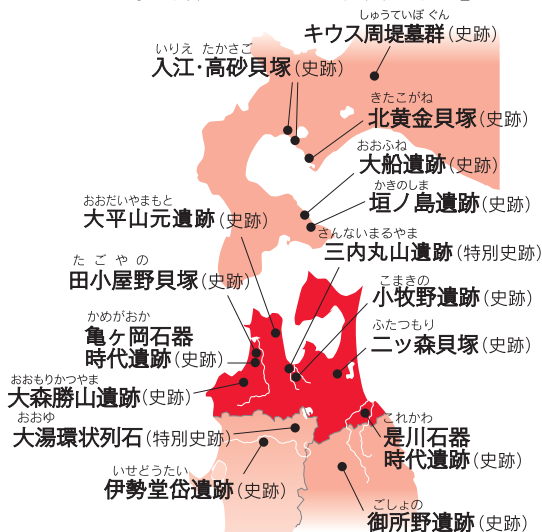 しゅうていぼ ぐん
キウス周堤墓群(史跡)
いりえ たかさご
入江・高砂貝塚(史跡)
きたこがね
北黄金貝塚(史跡)
おおふね
大船遺跡(史跡)
かきのしま
垣ノ島遺跡(史跡)
おおだいやまもと
大平山元遺跡(史跡)
さんないまるやま
三内丸山遺跡(特別史跡)
たごやの
田小屋野貝塚(史跡)
こまきの
小牧野遺跡(史跡)
かめがおか
亀ヶ岡石器
時代遺跡(史跡)
ふたつもり
二ッ森貝塚(史跡)
おおもりかつやま
大森勝山遺跡(史跡)
おおゆ
大湯環状列石(特別史跡)
これかわ
是川石器
時代遺跡(史跡)
いせどうたい
伊勢堂岱遺跡(史跡)
ごしょの
御所野遺跡(史跡)